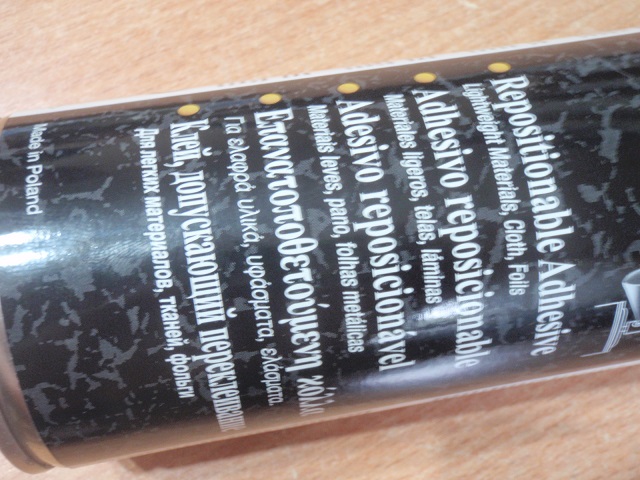 Repositionable Adhesive
Lightweight Materials, Cloth, Foils
Adhesivo reposicionable
Materiales ligeros, telas, láminas
Adesivo reposicionável
Materiais leves, pano, folhas metálicas
Επανατοποθετούμενη κόλλα
Για ελαφρά υλικά, υφάσματα, ελάσματα
Клей, допускающий переклеивание
Для легких материалов, тканей, фольги
Made in Poland